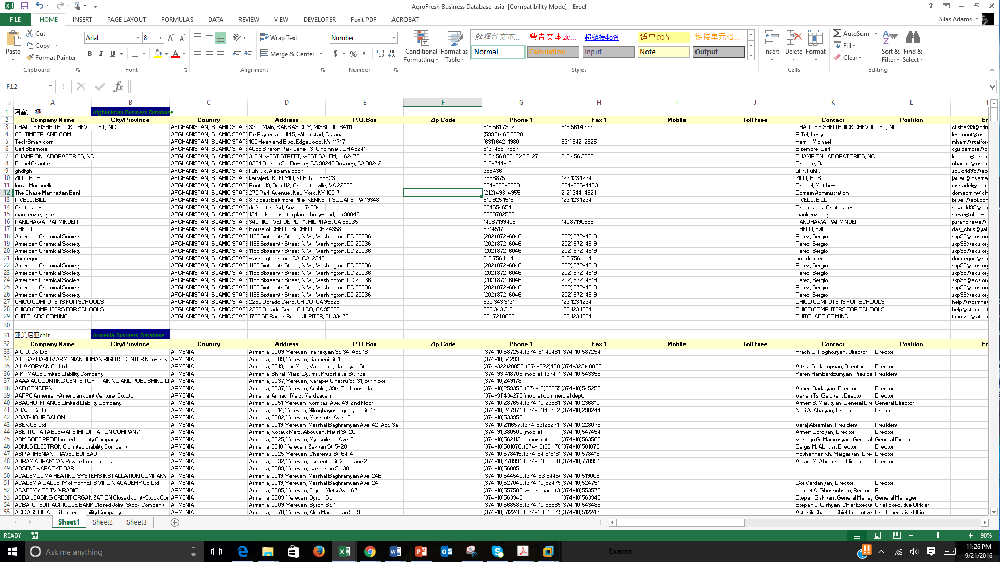 AgroFresh Business Database-asia [Compatibility Mode] - Excel
FILE HOME INSERT PAGE LAYOUT FORMULAS DATA REVIEW VIEW DEVELOPER Foxit PDF ACROBAT Silas Adams
Paste Cut Copy Format Painter
Arial 8 B I U Wrap Text Merge & Center Number $ %
Conditional Formatting Format as Table
解释性文本... 超链接 适中
Normal Calculation Input Note Output 链接单元格...
Insert Delete Format AutoSum Fill Clear Sort & Filter Find & Select
Clipboard Font Alignment Number Styles Cells Editing
F12 fx
A B C D E F G H I J K L
1 阿富汗 Afghanistan Business Database
2 Company Name City/Province Country Address P.O.Box Zip Code Phone 1 Fax 1 Mobile Toll Free Contact Position Em
3 CHARLIE FISHER BUICK CHEVROLET, INC. AFGHANISTAN, ISLAMIC STATE 3300 Main, KANSAS CITY, MISSOURI 64111 816 561 7902 816 561 4733 CHARLIE FISHER BUICK CHEVROLET, INC. cfisher99@prim
4 CFLTIMBERLAND.COM AFGHANISTAN, ISLAMIC STATE De Ruyterkade #45, Willemstad, Curacao (5999) 465 0220 R.Tel, Lesly lescount@usa.
5 TechSmart.com AFGHANISTAN, ISLAMIC STATE 100 Heartland Blvd, Edgewood, NY 11717 (631) 642-1980 631) 642-2525 Hamill, Michael mham@stafford
6 Carl Sizemore AFGHANISTAN, ISLAMIC STATE 4089 Sharon Park Lane #3, Cincinnati, OH 45241 513-489-7557 Sizemore, Carl cgsizemore@c
7 CHAMPION LABORATORIES,INC. AFGHANISTAN, ISLAMIC STATE 315 N. WEST STREET, WEST SALEM, IL 62476 618 456 8831 EXT 2127 618 456 2260 CHAMPION LABORATORIES,INC. kberger@cham
8 Daniel Chantre AFGHANISTAN, ISLAMIC STATE 8364 Borson St., Downey CA 90242 Downey, CA 90242 213-744-1311 Chantre, Daniel chantre@usc.e
9 ghdfgh AFGHANISTAN, ISLAMIC STATE kuh, uk, Alabama 8o8h 365436 ukh, kuhku spworld99@ao
10 ZILLI, BOB AFGHANISTAN, ISLAMIC STATE katrajerk, KLERYIU, KLERYIU 68623 3966875 123 123 1234 ZILLI, BOB jarijari@lovema
11 Inn at Monticello AFGHANISTAN, ISLAMIC STATE Route 19, Box 112, Charlottesville, VA 22902 804-296-9963 804-296-4453 Shadel, Matthew mshadel@cate
12 The Chase Manhattan Bank AFGHANISTAN, ISLAMIC STATE 270 Park Avenue, New York, NY 10017 (212) 493-4955 212) 344-4821 Domain Administration domadmin@ch
13 RIVELL, BILL AFGHANISTAN, ISLAMIC STATE 873 East Baltimore Pike, KENNETT SQUARE, PA 19348 610 925 1515 123 123 1234 RIVELL, BILL brivell@aol.com
14 Chat dudes AFGHANISTAN, ISLAMIC STATE defsgdf, sdfsd, Arizona 7y98y 354654654 Chat dudes, Chat dudes spworld99@ao
15 mackenzie, kylie AFGHANISTAN, ISLAMIC STATE 1341 nth poinsettia place, hollywood, ca 90046 3238782502 mackenzie, kylie steve@chatwit
16 RANDHAWA, PARMINDER AFGHANISTAN, ISLAMIC STATE 340 RIO - VERDE PL # 1, MILPITAS, CA 95035 14087199405 14087190699 RANDHAWA, PARMINDER psrandhawa@a
17 CHELU AFGHANISTAN, ISLAMIC STATE House of CHELU, St CHELU, CH 24358 6314517 CHELU, Evil das_chris@yah
18 American Chemical Society AFGHANISTAN, ISLAMIC STATE 1155 Sixteenth Street, N.W., Washington, DC 20036 (202) 872-6046 202) 872-4519 Perez, Sergio sxp98@acs.org
19 American Chemical Society AFGHANISTAN, ISLAMIC STATE 1155 Sixteenth Street, N.W., Washington, DC 20036 (202) 872-6046 202) 872-4519 Perez, Sergio sxp98@acs.org
20 American Chemical Society AFGHANISTAN, ISLAMIC STATE 1155 Sixteenth Street, N.W., Washington, DC 20036 (202) 872-6046 202) 872-4519 Perez, Sergio sxp98@acs.org
21 domregco AFGHANISTAN, ISLAMIC STATE washington st nr1, CA, CA, 23491 212 756 11 14 212 756 11 14 co., domreg domregco@ho
22 American Chemical Society AFGHANISTAN, ISLAMIC STATE 1155 Sixteenth Street, N.W., Washington, DC 20036 (202) 872-6046 202) 872-4519 Perez, Sergio sxp98@acs.org
23 American Chemical Society AFGHANISTAN, ISLAMIC STATE 1155 Sixteenth Street, N.W., Washington, DC 20036 (202) 872-6046 202) 872-4519 Perez, Sergio sxp98@acs.org
24 American Chemical Society AFGHANISTAN, ISLAMIC STATE 1155 Sixteenth Street, N.W., Washington, DC 20036 (202) 872-6046 202) 872-4519 Perez, Sergio sxp98@acs.org
25 American Chemical Society AFGHANISTAN, ISLAMIC STATE 1155 Sixteenth Street, N.W., Washington, DC 20036 (202) 872-6046 202) 872-4519 Perez, Sergio sxp98@acs.org
26 American Chemical Society AFGHANISTAN, ISLAMIC STATE 1155 Sixteenth Street, N.W., Washington, DC 20036 (202) 872-6046 202) 872-4519 Perez, Sergio sxp98@acs.org
27 CHICO COMPUTERS FOR SCHOOLS AFGHANISTAN, ISLAMIC STATE 2260 Dorado Cerro, CHICO, CA 95928 530 343 3131 123 123 1234 CHICO COMPUTERS FOR SCHOOLS help@stormnet
28 CHICO COMPUTERS FOR SCHOOLS AFGHANISTAN, ISLAMIC STATE 2260 Dorado Cerro, CHICO, CA 95928 530 343 3131 123 123 1234 CHICO COMPUTERS FOR SCHOOLS help@stormnet
29 CHITOLABS.COM INC AFGHANISTAN, ISLAMIC STATE 1700 SE Ranch Road, JUPITER, FL 33478 561 721 0063 123 123 1234 CHITOLABS.COM INC t.musso@att.ne
30
31 亚美尼亚chit Armenia Business Database
32 Company Name City/Province Country Address P.O.Box Zip Code Phone 1 Fax 1 Mobile Toll Free Contact Position Em
33 A.C.D. Co.Ltd ARMENIA Armenia, 0009, Yerevan, Isahakyan St. 34, Apt. 16 (374-10)587254, (374-91)40481 (374-10)587254 Hrach G. Poghosyan, Director Director
34 A.D.SAKHAROV ARMENIAN HUMAN RIGHTS CENTER Non-Gove ARMENIA Armenia, 0009, Yerevan, Sarmeni St. 1 (374-10)542936
35 A.HAKOPYAN Co.Ltd ARMENIA Armenia, 2019, Lori Marz, Vanadzor, Halabyan St. 1a (374-322)20850, (374-322)408 (374-322)40850 Arthur S. Hakopyan, Director Director
36 A.K. IMAGE Limited Liability Company ARMENIA Armenia, Shirak Marz, Gyumri, Krupskayai St. 73a (374-93)418705 (mobile), (374-1 (374-10)543356 Karen Hambardzumyan, Preside President
37 AAAA ACCOUNTING CENTER OF TRAINING AND PUBLISHING Li ARMENIA Armenia, 0037, Yerevan, Karapet Ulnetsu St. 31, 5th Floor (374-10)249178
38 AAB CONCERN ARMENIA Armenia, 0037, Yerevan, Arabkir, 39th St., House 1a (374-10)259359, (374-10)25955 (374-10)545259 Armen Badalyan, Director Director
39 AAFPC Armenian-American Joint Venture, Co.Ltd ARMENIA Armenia, Armavir Marz, Merdzavan (374-91)434270 (mobile) commercial dept. Vahan Ts. Galoyan, Director Director
40 ABACHO-FRANCE Limited Liability Company ARMENIA Armenia, 0051, Yerevan, Komitasi Ave. 49, 2nd Floor (374-10)287654, (374-10)23681 (374-10)236810 Armen S. Marutyan, General Dire General Director
41 ABAJO Co.Ltd ARMENIA Armenia, 0014, Yerevan, Nikoghayos Tigranyan St. 17 (374-10)247971, (374-91)43722 (374-10)298244 Nairi A. Abajyan, Chairman Chairman
42 ABAT-JOUR SALON ARMENIA Armenia, 0002, Yerevan, Mashtotsi Ave. 18 (374-10)533959
43 ABEK Co.Ltd ARMENIA Armenia, 0019, Yerevan, Marshal Baghramyan Ave. 42, Apt. 3a (374-10)211657, (374-93)26271 (374-10)228078 Veraj Abramian, President President
44 ABERTURA TABLEWARE IMPORTATION COMPANY ARMENIA Armenia, Kotayk Marz, Abovyan, Hatisi St. 20 (374-91)380500 (mobile) (374-10)547454 Armen Goroyan, Director Director
45 ABM SOFT PROF Limited Liability Company ARMENIA Armenia, 0025, Yerevan, Myasnikyan Ave. 5 (374-10)562113 administration (374-10)563586 Vahagn G. Martirosyan, General General Director
46 ABNUS ELECTRONIC Limited Liability Company ARMENIA Armenia, 0010, Yerevan, Zakyan St. 5-20 (374-10)581078, (374-10)581178 (374-10)581078 Sargis M. Abnusi, Director Director
47 ABP ARMENIAN TRAVEL BUREAU ARMENIA Armenia, 0025, Yerevan, Charentsi St. 64-4 (374-10)578415, (374-94)91818 (374-10)578415 Hovhannes Kh. Margaryan, Direc Director
48 ABRAM ABRAMYAN Private Entrepreneur ARMENIA Armenia, 0032, Yerevan, Tserentsi St. 2nd Lane 26 (374-10)770991, (374-91)65680 (374-10)770991 Abram M. Abramyan, Director Director
49 ABSENT KARAOKE BAR ARMENIA Armenia, 0009, Yerevan, Isahakyan St. 38 (374-10)568051
50 ACADEMCLIMA HEATING SYSTEMS INSTALLATION COMPANY ARMENIA Armenia, 0019, Yerevan, Marshal Baghramyan Ave. 24b (374-10)544540, (374-93)5445 (374-10)519008
51 ACADEMIA GALLERY of HEFFERS VIRGIN ACADEMY Co.Ltd ARMENIA Armenia, 0019, Yerevan, Marshal Baghramyan Ave. 24 (374-10)527040, (374-10)52475 (374-10)524751 Gor Vardanyan, Director Director
52 ACADEMY OF TV & RADIO ARMENIA Armenia, 0005, Yerevan, Tigran Metsi Ave. 67a (374-10)557585 switchboard, (3 (374-10)553573 Hamlet A. Ghushchyan, Rector Rector
53 ACBA LEASING CREDIT ORGANIZATION Closed Joint-Stock Com ARMENIA Armenia, 0009, Yerevan, Byroni St. 1 (374-10)563945 (374-10)563945 Stepan Gishyan, General Manag General Manager
54 ACBA-CREDIT AGRICOLE BANK Closed Joint-Stock Company ARMENIA Armenia, 0009, Yerevan, Byroni St. 1 (374-10)568585, (374-10)56585 (374-10)543485 Stepan Z. Gishyan, Chief Execut Chief Executive Officer
55 ACC ASSOCIATES Limited Liability Company ARMENIA Armenia, 0070, Yerevan, Alex Manoogian St. 9 (374-10)512246, (374-10)51224 (374-10)512247 Astghik Chaplin, Chief Executive Chief Executive Officer
Sheet1 Sheet2 Sheet3
READY 90%
Ask me anything Exams 11:26 PM
9/21/2016